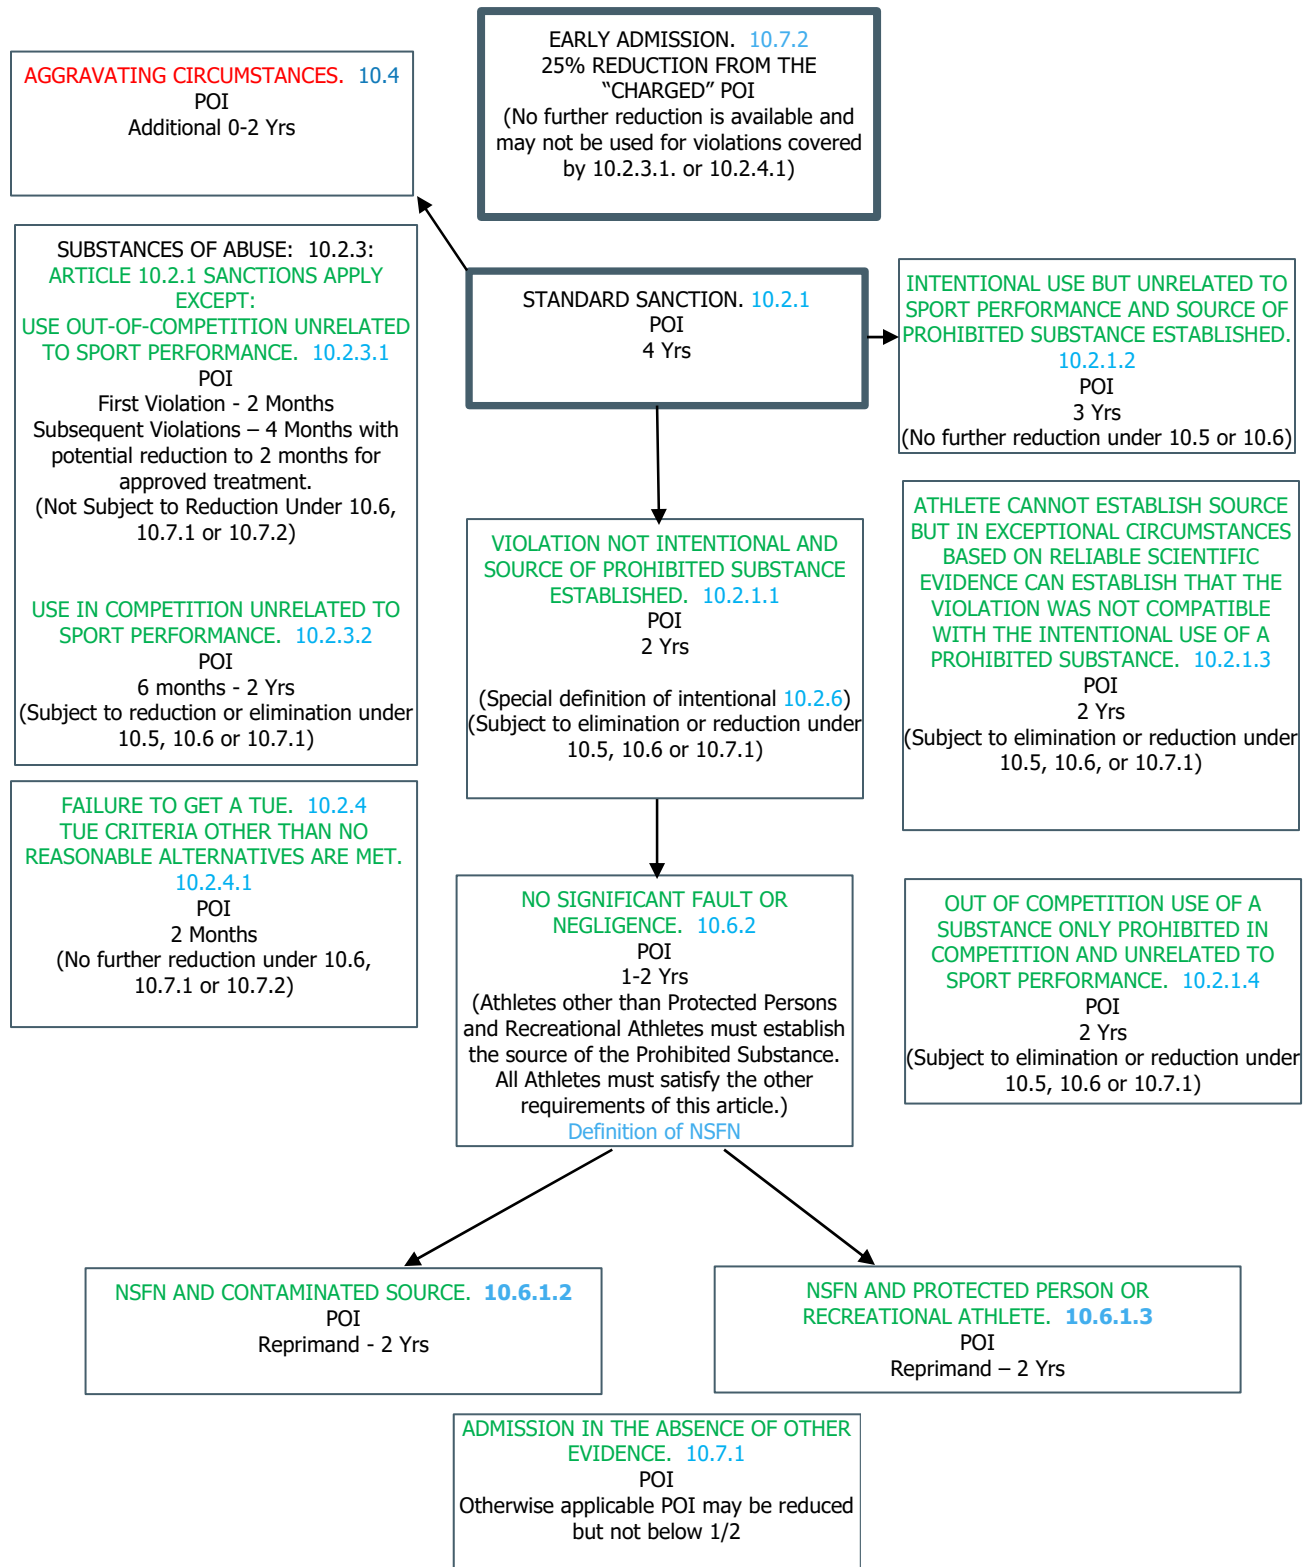 EARLY ADMISSION. 10.7.2
25% REDUCTION FROM THE
“CHARGED” POI
(No further reduction is available and
may not be used for violations covered
by 10.2.3.1. or 10.2.4.1)
AGGRAVATING CIRCUMSTANCES. 10.4
POI
Additional 0-2 Yrs
SUBSTANCES OF ABUSE: 10.2.3:
ARTICLE 10.2.1 SANCTIONS APPLY
EXCEPT:
USE OUT-OF-COMPETITION UNRELATED
TO SPORT PERFORMANCE. 10.2.3.1
POI
First Violation - 2 Months
Subsequent Violations – 4 Months with
potential reduction to 2 months for
approved treatment.
(Not Subject to Reduction Under 10.6,
10.7.1 or 10.7.2)
USE IN COMPETITION UNRELATED TO
SPORT PERFORMANCE. 10.2.3.2
POI
6 months - 2 Yrs
(Subject to reduction or elimination under
10.5, 10.6 or 10.7.1)
STANDARD SANCTION. 10.2.1
POI
4 Yrs
INTENTIONAL USE BUT UNRELATED TO
SPORT PERFORMANCE AND SOURCE OF
PROHIBITED SUBSTANCE ESTABLISHED.
10.2.1.2
POI
3 Yrs
(No further reduction under 10.5 or 10.6)
VIOLATION NOT INTENTIONAL AND
SOURCE OF PROHIBITED SUBSTANCE
ESTABLISHED. 10.2.1.1
POI
2 Yrs
(Special definition of intentional 10.2.6)
(Subject to elimination or reduction under
10.5, 10.6 or 10.7.1)
ATHLETE CANNOT ESTABLISH SOURCE
BUT IN EXCEPTIONAL CIRCUMSTANCES
BASED ON RELIABLE SCIENTIFIC
EVIDENCE CAN ESTABLISH THAT THE
VIOLATION WAS NOT COMPATIBLE
WITH THE INTENTIONAL USE OF A
PROHIBITED SUBSTANCE. 10.2.1.3
POI
2 Yrs
(Subject to elimination or reduction under
10.5, 10.6, or 10.7.1)
FAILURE TO GET A TUE. 10.2.4
TUE CRITERIA OTHER THAN NO
REASONABLE ALTERNATIVES ARE MET.
10.2.4.1
POI
2 Months
(No further reduction under 10.6,
10.7.1 or 10.7.2)
NO SIGNIFICANT FAULT OR
NEGLIGENCE. 10.6.2
POI
1-2 Yrs
(Athletes other than Protected Persons
and Recreational Athletes must establish
the source of the Prohibited Substance.
All Athletes must satisfy the other
requirements of this article.)
Definition of NSFN
OUT OF COMPETITION USE OF A
SUBSTANCE ONLY PROHIBITED IN
COMPETITION AND UNRELATED TO
SPORT PERFORMANCE. 10.2.1.4
POI
2 Yrs
(Subject to elimination or reduction under
10.5, 10.6 or 10.7.1)
NSFN AND CONTAMINATED SOURCE. 10.6.1.2
POI
Reprimand - 2 Yrs
NSFN AND PROTECTED PERSON OR
RECREATIONAL ATHLETE. 10.6.1.3
POI
Reprimand – 2 Yrs
ADMISSION IN THE ABSENCE OF OTHER
EVIDENCE. 10.7.1
POI
Otherwise applicable POI may be reduced
but not below 1/2